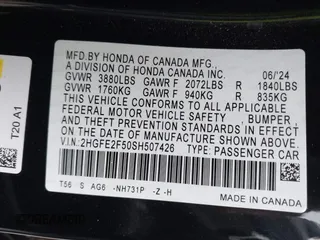 MFD. BY HONDA OF CANADA MFG.,
A DIVISION OF HONDA CANADA INC. 06/'24
GVWR 3880LBS GAWR F 2072LBS R 1840LBS
GVWR 1760KG GAWR F 940KG R 835KG
THIS VEHICLE CONFORMS TO ALL APPLICABLE
FEDERAL MOTOR VEHICLE SAFETY, BUMPER,
AND THEFT PREVENTION STANDARDS IN EFFECT
ON THE DATE OF MANUFACTURE SHOWN ABOVE.
V.I.N: 2HGFE2F50SH507426 TYPE: PASSENGER CAR
T56 S AG6 -NH731P -Z -H
MADE IN CANADA
T20 A1